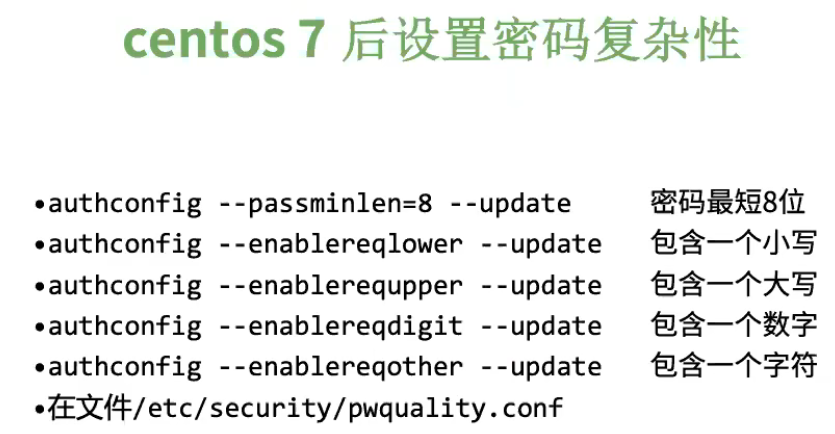 centos 7 后设置密码复杂性
•authconfig --passminlen=8 --update 密码最短8位
•authconfig --enablereqlower --update 包含一个小写
•authconfig --enablerequpper --update 包含一个大写
•authconfig --enablereqdigit --update 包含一个数字
•authconfig --enablereqother --update 包含一个字符
•在文件/etc/security/pwquality.conf